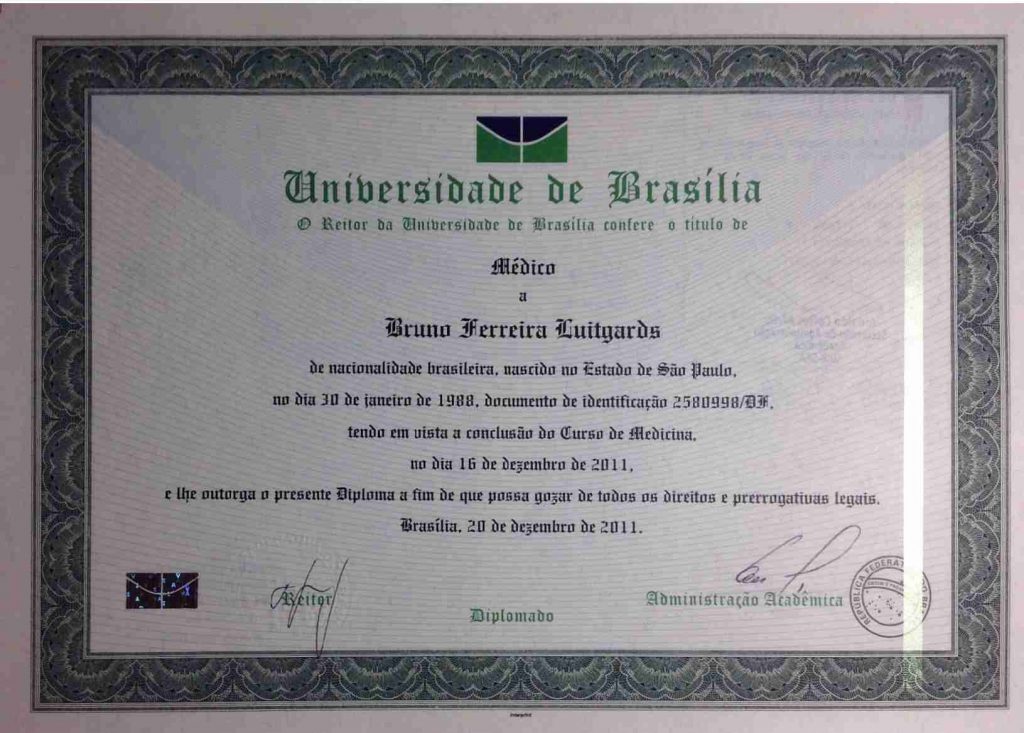 Universidade de Brasília
O Reitor da Universidade de Brasília confere o título de
Médico
a
Bruno Ferreira Luitgards
de nacionalidade brasileira, nascido no Estado de São Paulo,
no dia 30 de janeiro de 1988, documento de identificação 2580998/DF,
tendo em vista a conclusão do Curso de Medicina,
no dia 16 de dezembro de 2011,
e lhe outorga o presente Diploma a fim de que possa gozar de todos os direitos e prerrogativas legais.
Brasília, 20 de dezembro de 2011.
Reitor
Diplomado
Administração Acadêmica
REPÚBLICA FEDERATI
Interprint